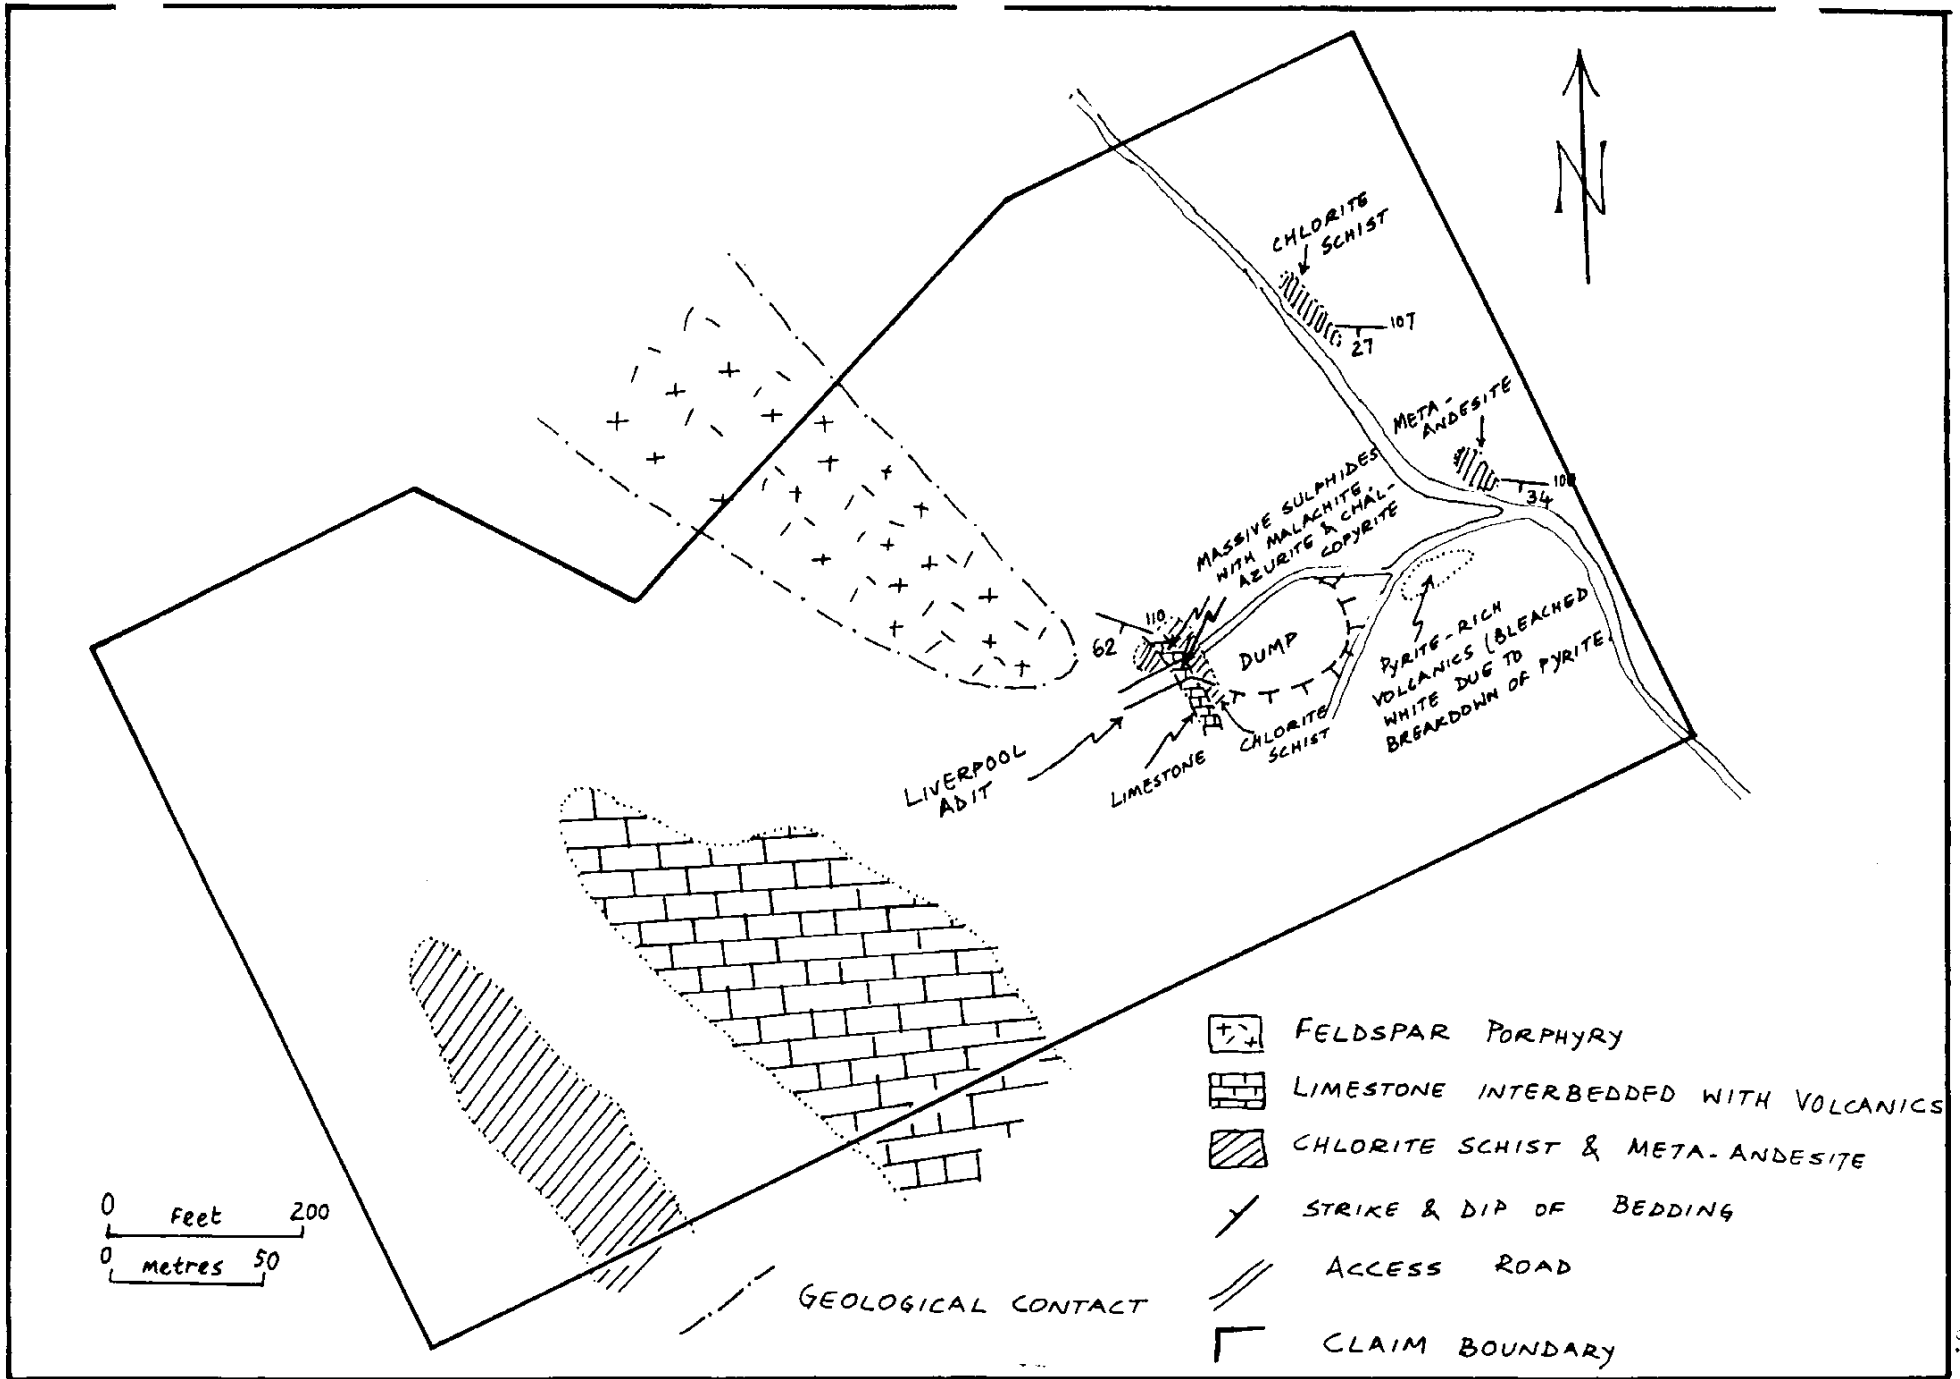 N
CHLORITE
SCHIST
107
27
META-
ANDESITE
34
MASSIVE SULPHIDES
WITH MALACHITE,
AZURITE & CHAL-
COPYRITE
110
62
DUMP
PYRITE-RICH
VOLCANICS (BLEACHED
WHITE DUE TO
BREAKDOWN OF PYRITE.
LIVERPOOL
ADIT
LIMESTONE
CHLORITE
SCHIST
FELDSPAR PORPHYRY
LIMESTONE INTERBEDDED WITH VOLCANICS
CHLORITE SCHIST & META-ANDESITE
STRIKE & DIP OF BEDDING
ACCESS ROAD
CLAIM BOUNDARY
GEOLOGICAL CONTACT
0 Feet 200
0 metres 50